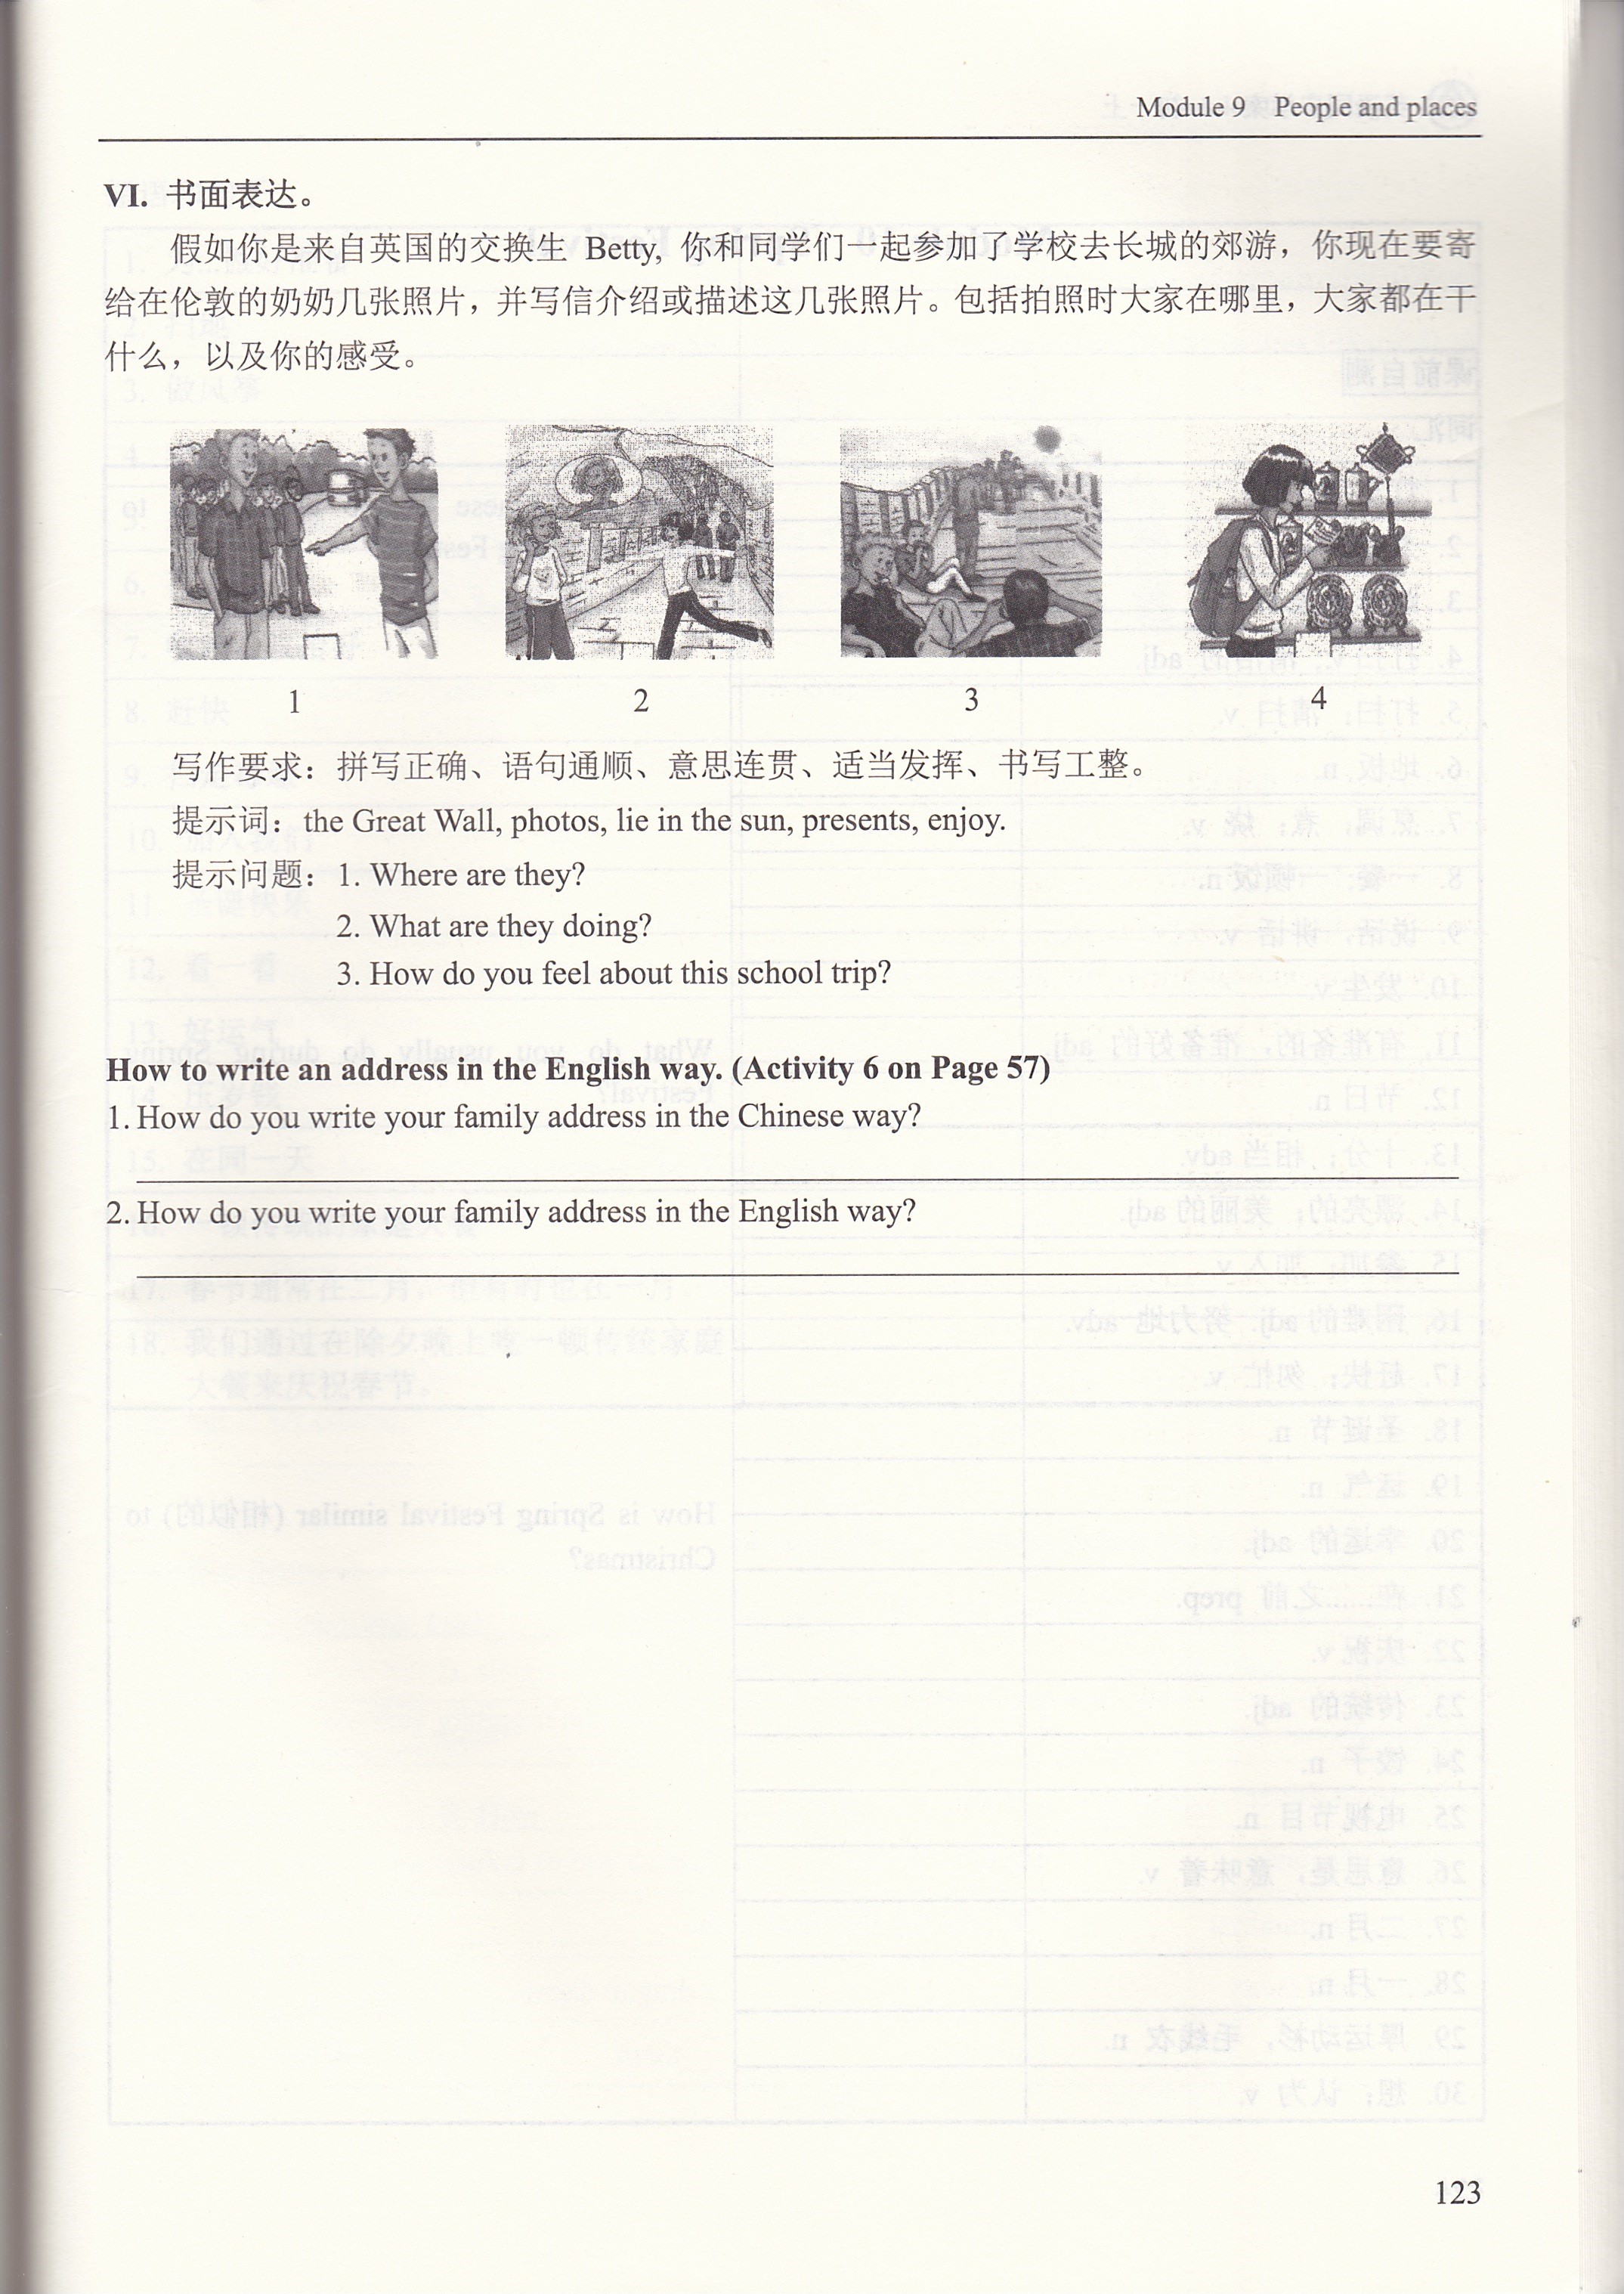 Module 9 People and places
VI. 书面表达。
假如你是来自英国的交换生 Betty, 你和同学们一起参加了学校去长城的郊游，你现在要寄
给在伦敦的奶奶几张照片，并写信介绍或描述这几张照片。包括拍照时大家在哪里，大家都在干
什么，以及你的感受。
1 2 3 4
写作要求：拼写正确、语句通顺、意思连贯、适当发挥、书写工整。
提示词：the Great Wall, photos, lie in the sun, presents, enjoy.
提示问题：1. Where are they?
2. What are they doing?
3. How do you feel about this school trip?
How to write an address in the English way. (Activity 6 on Page 57)
1. How do you write your family address in the Chinese way?
2. How do you write your family address in the English way?
123